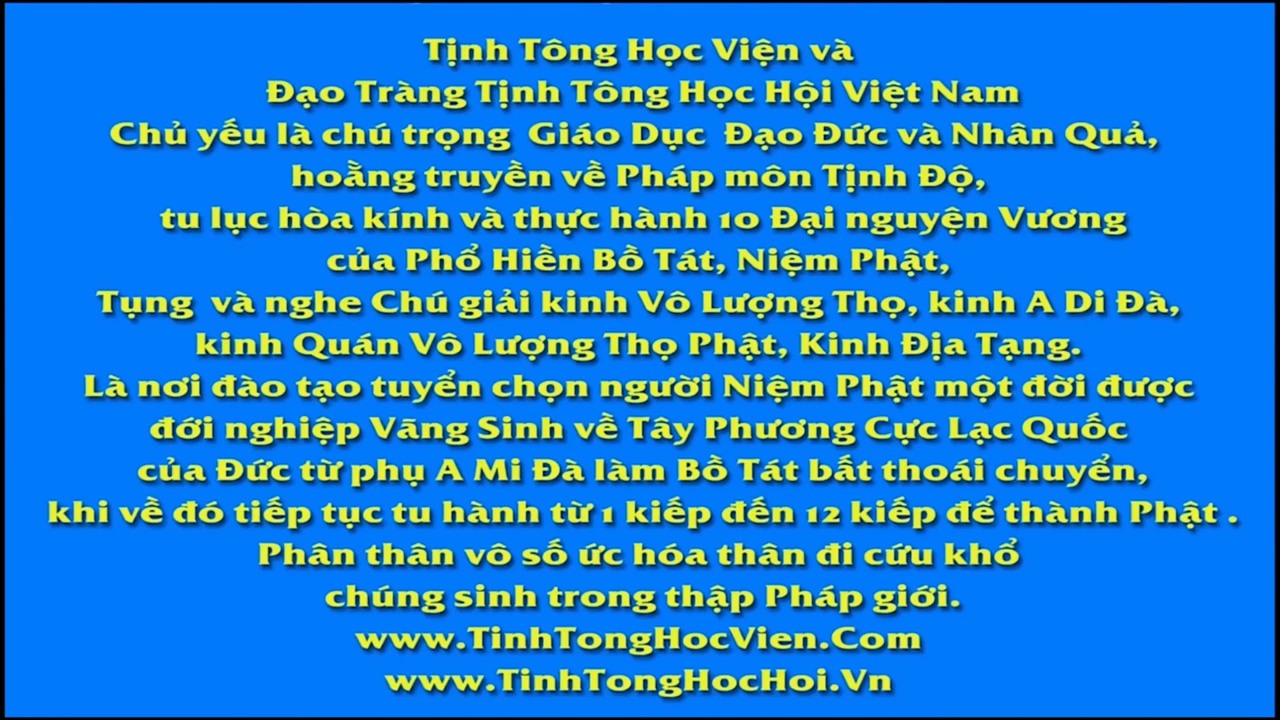 Tịnh Tông Học Viện và
Đạo Tràng Tịnh Tông Học Hội Việt Nam
Chủ yếu là chú trọng Giáo Dục Đạo Đức và Nhân Quả,
hoằng truyền về Pháp môn Tịnh Độ,
tu lục hòa kính và thực hành 10 Đại nguyện Vương
của Phổ Hiền Bồ Tát, Niệm Phật,
Tụng và nghe Chú giải kinh Vô Lượng Thọ, kinh A Di Đà,
kinh Quán Vô Lượng Thọ Phật, Kinh Địa Tạng.
Là nơi đào tạo tuyển chọn người Niệm Phật một đời được
đới nghiệp Vãng Sinh về Tây Phương Cực Lạc Quốc
của Đức từ phụ A Mi Đà làm Bồ Tát bất thoái chuyển,
khi về đó tiếp tục tu hành từ 1 kiếp đến 12 kiếp để thành Phật .
Phân thân vô số ức hóa thân đi cứu khổ
chúng sinh trong thập Pháp giới.
www.TinhTongHocVien.Com
www.TinhTongHocHoi.Vn